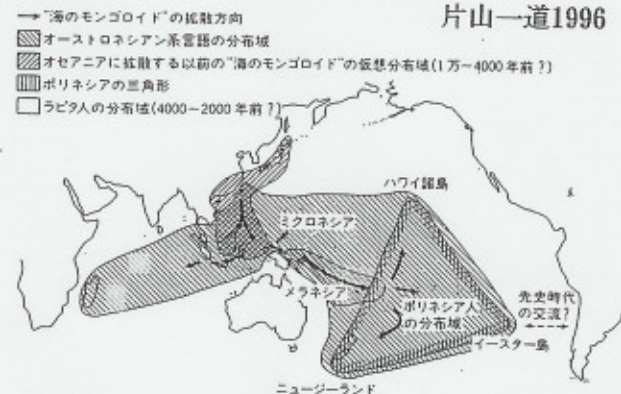 片山一道1996
→ "海のモンゴロイド"の拡散方向
オーストロネシアン系言語の分布域
オセアニアに拡散する以前の"海のモンゴロイド"の仮想分布域(1万〜4000年前?)
ポリネシアの三角形
ラピタ人の分布域(4000〜2000年前?)
ハワイ諸島
ミクロネシア
メラネシア
ポリネシア人
の分布域
先史時代
の交流?
イースター島
ニュージーランド